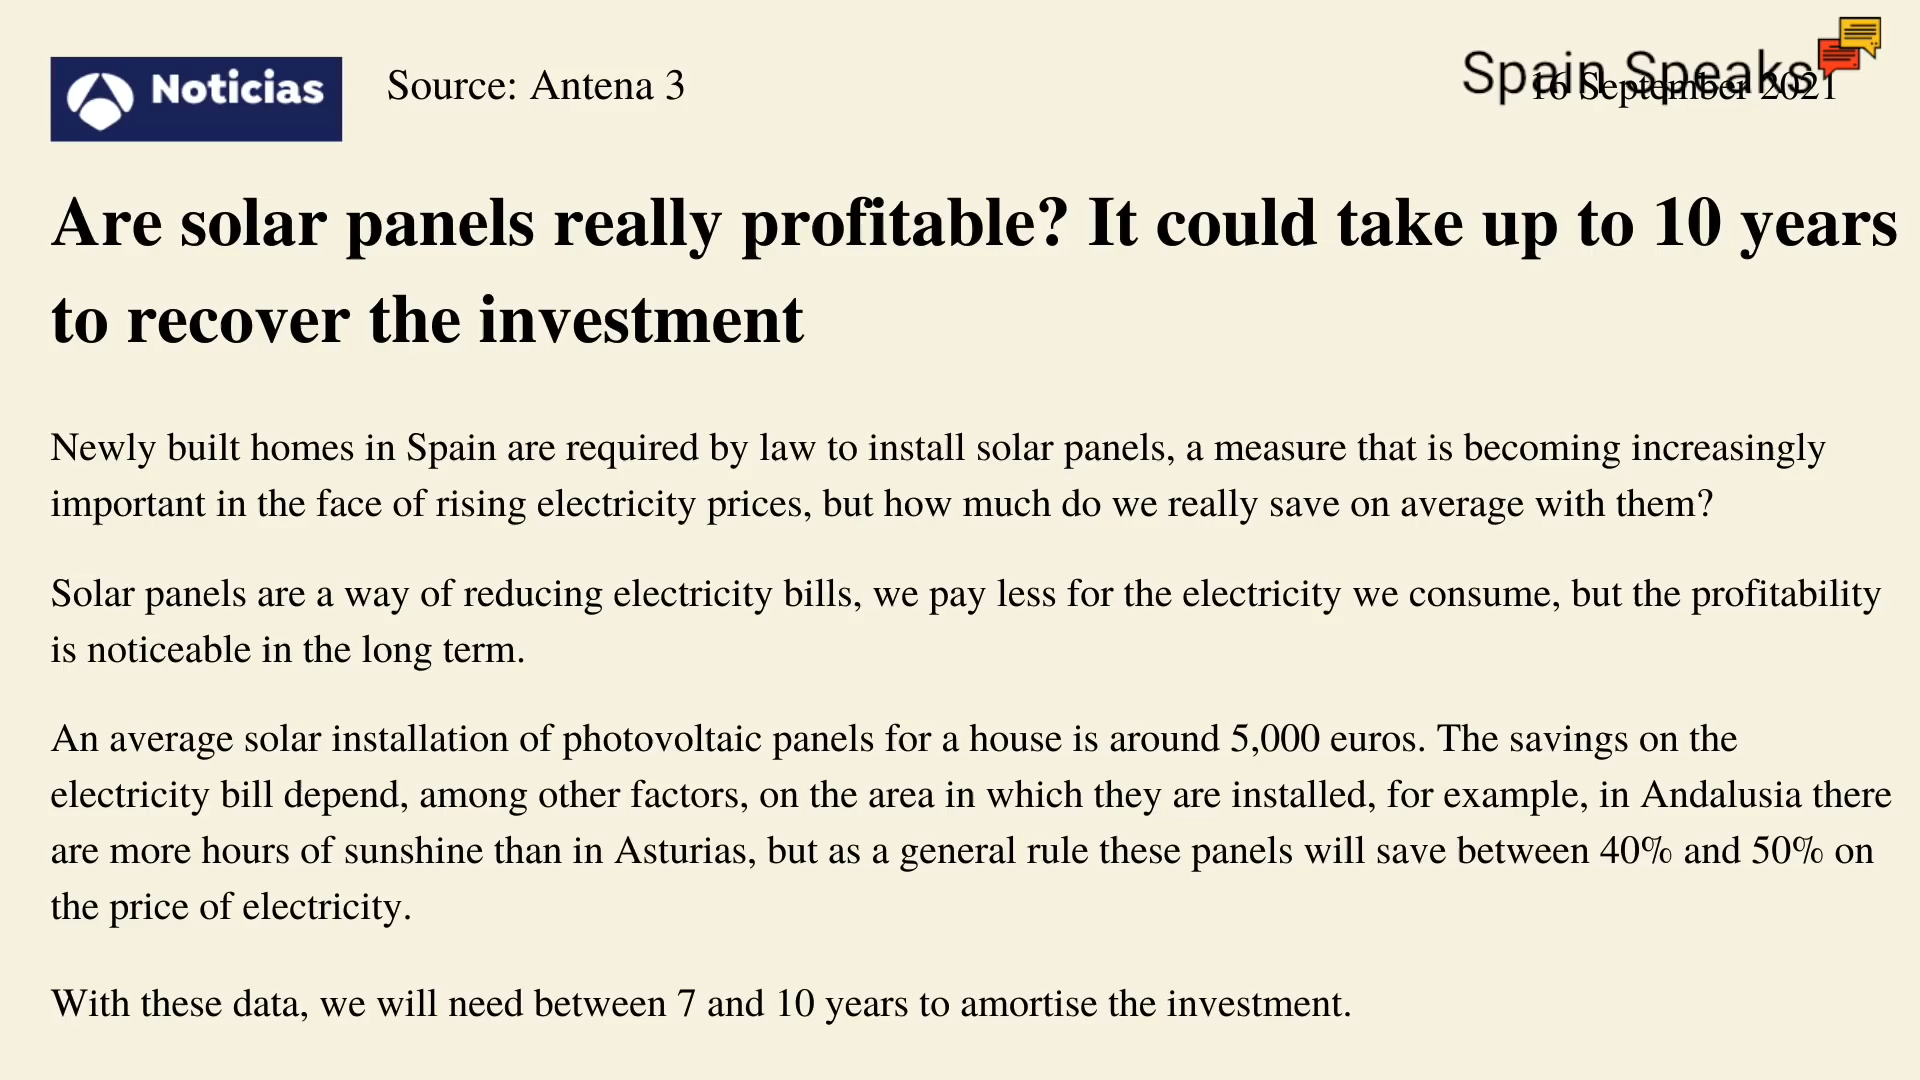 Noticias
Source: Antena 3
Spain Speaks
16 September 2021
Are solar panels really profitable? It could take up to 10 years
to recover the investment
Newly built homes in Spain are required by law to install solar panels, a measure that is becoming increasingly
important in the face of rising electricity prices, but how much do we really save on average with them?
Solar panels are a way of reducing electricity bills, we pay less for the electricity we consume, but the profitability
is noticeable in the long term.
An average solar installation of photovoltaic panels for a house is around 5,000 euros. The savings on the
electricity bill depend, among other factors, on the area in which they are installed, for example, in Andalusia there
are more hours of sunshine than in Asturias, but as a general rule these panels will save between 40% and 50% on
the price of electricity.
With these data, we will need between 7 and 10 years to amortise the investment.